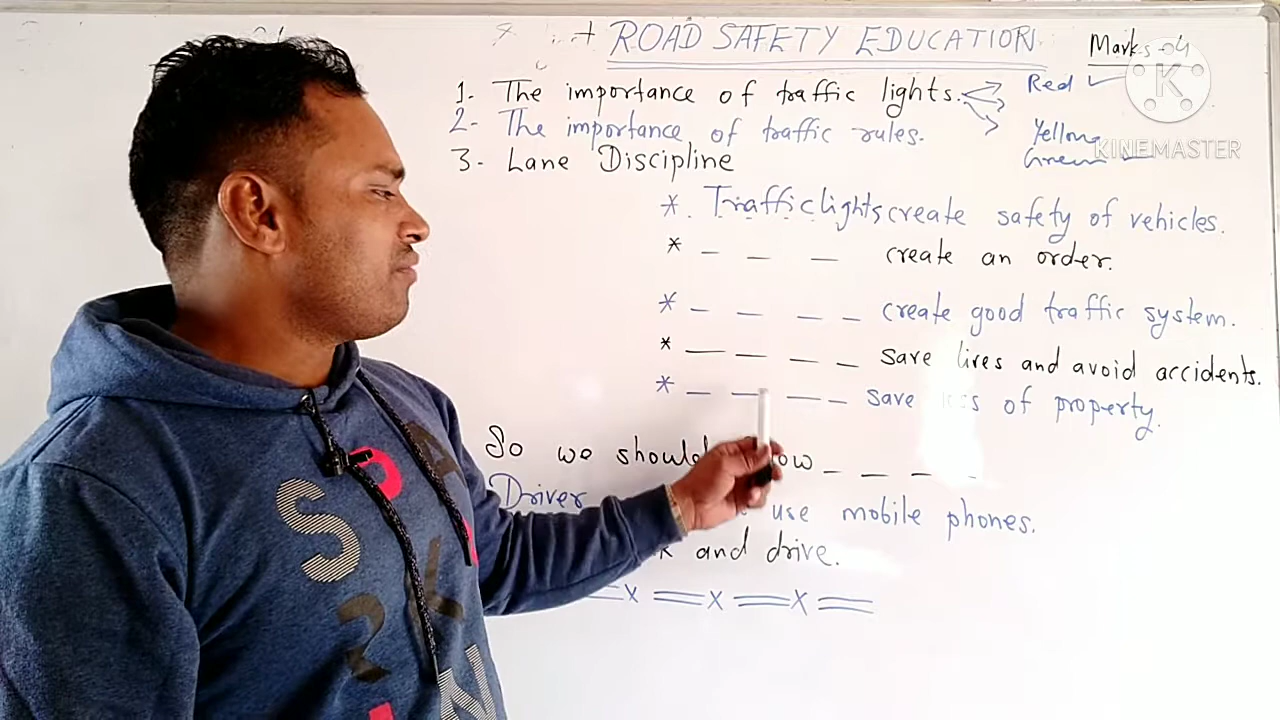 ROAD SAFETY EDUCATION Marks - 4
1. The importance of traffic lights. Red
2- The importance of traffic rules. Yellow
3- Lane Discipline Green
*. Traffic lights create safety of vehicles.
* _ _ _ create an order.
* _ _ _ _ create good traffic system.
* _ _ _ _ save lives and avoid accidents.
* _ _ _ _ save of property.
So we should _ _ _ _
Driver use mobile phones.
and drive.
=x =x =x =
K
KINEMASTER